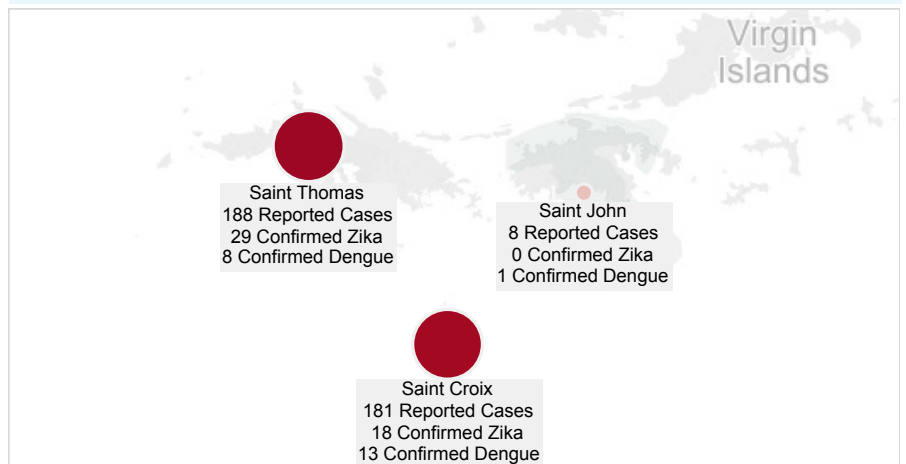 Virgin
Islands
Saint Thomas
188 Reported Cases
29 Confirmed Zika
8 Confirmed Dengue
Saint John
8 Reported Cases
0 Confirmed Zika
1 Confirmed Dengue
Saint Croix
181 Reported Cases
18 Confirmed Zika
13 Confirmed Dengue